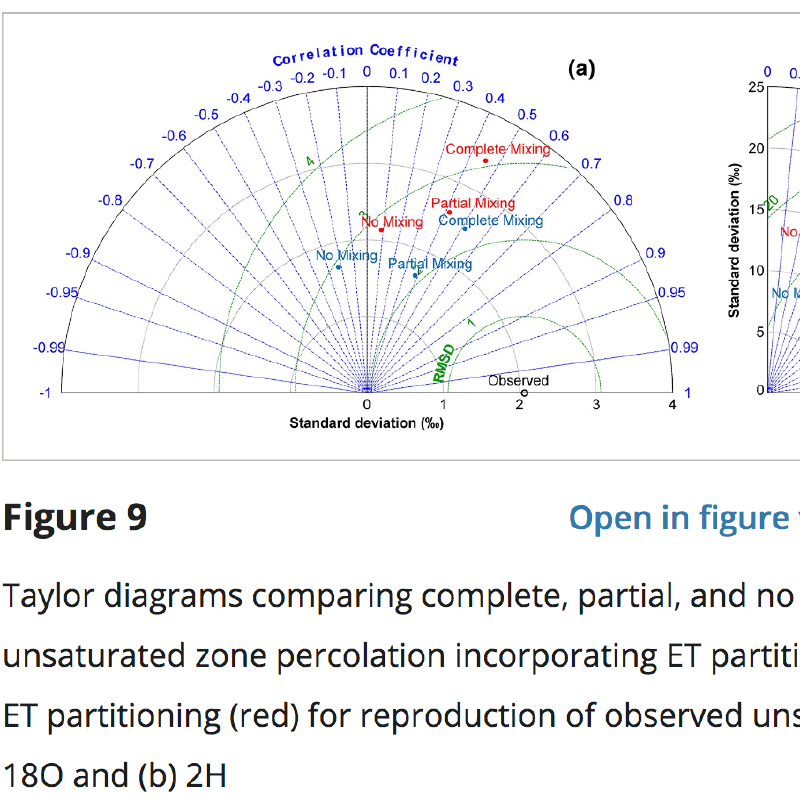 Correlation Coefficient
(a)
-1
-0.99
-0.95
-0.9
-0.8
-0.7
-0.6
-0.5
-0.4
-0.3
-0.2
-0.1
0
0.1
0.2
0.3
0.4
0.5
0.6
0.7
0.8
0.9
0.95
0.99
1
4
3
2
1
RMSD
Complete Mixing
Partial Mixing
No Mixing
Complete Mixing
No Mixing
Partial Mixing
Observed
0 1 2 3 4
Standard deviation (‰)
0 0.
25
20
15
10
5
0
Standard deviation (‰)
20
No
No M
Figure 9
Open in figure
Taylor diagrams comparing complete, partial, and no
unsaturated zone percolation incorporating ET partiti
ET partitioning (red) for reproduction of observed uns
18O and (b) 2H